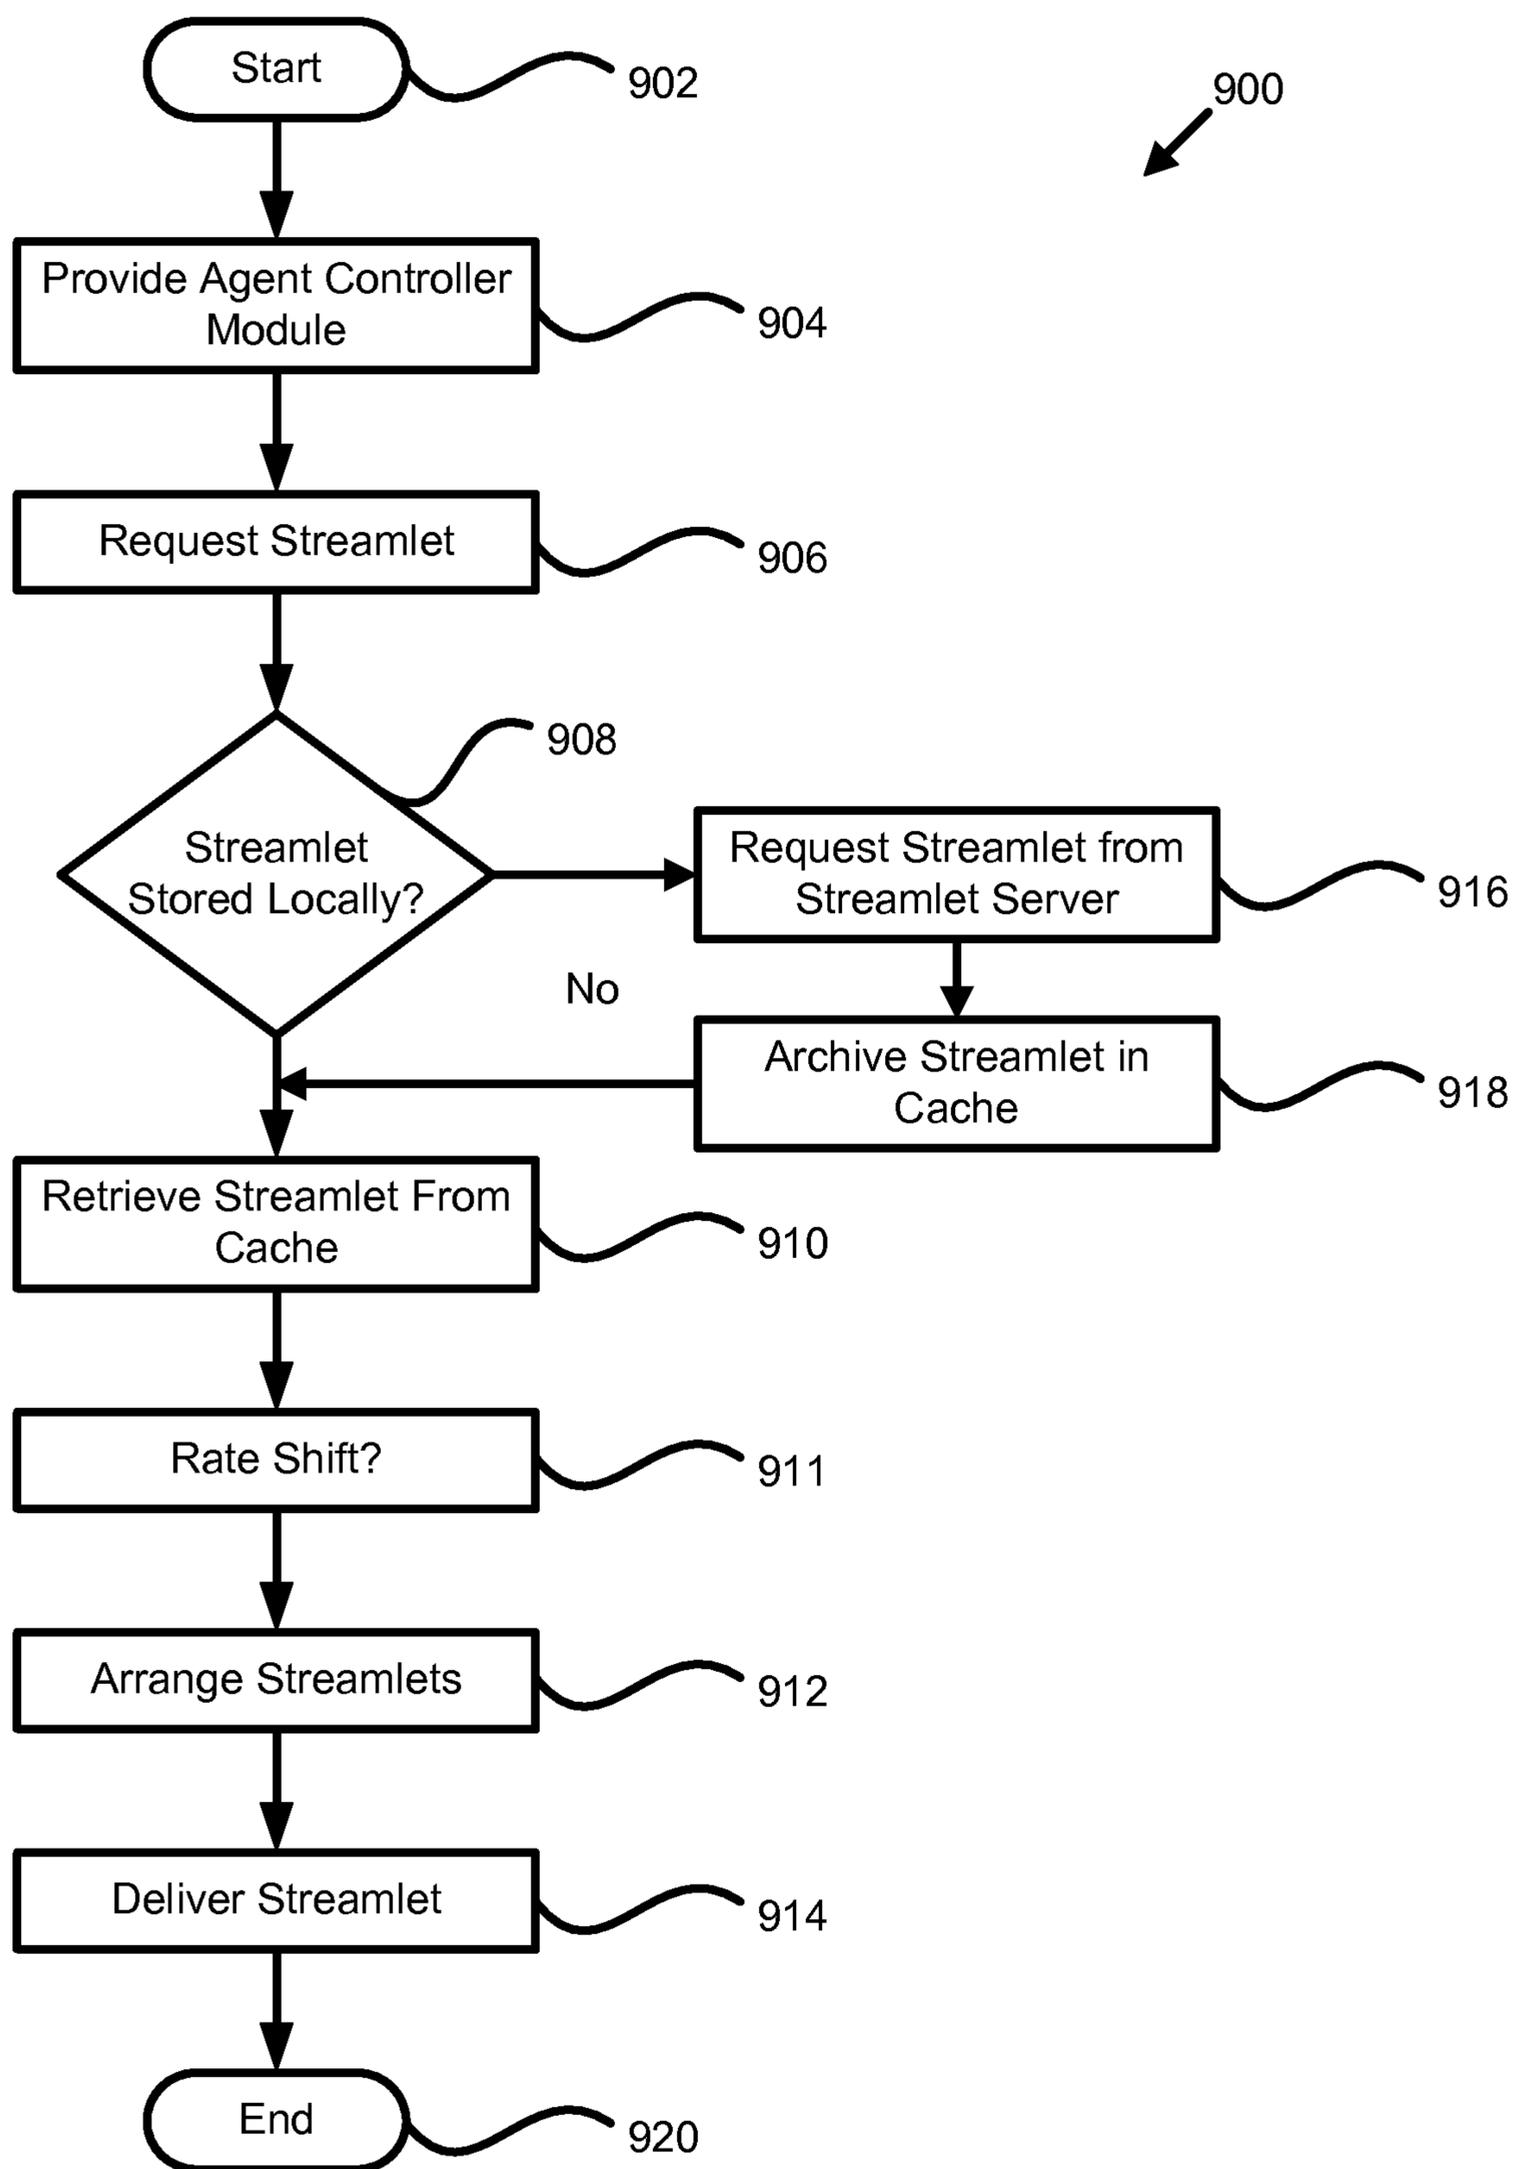 Start
902
900
Provide Agent Controller
Module
904
Request Streamlet
906
908
Streamlet
Stored Locally?
Request Streamlet from
Streamlet Server
916
No
Archive Streamlet in
Cache
918
Retrieve Streamlet From
Cache
910
Rate Shift?
911
Arrange Streamlets
912
Deliver Streamlet
914
End
920